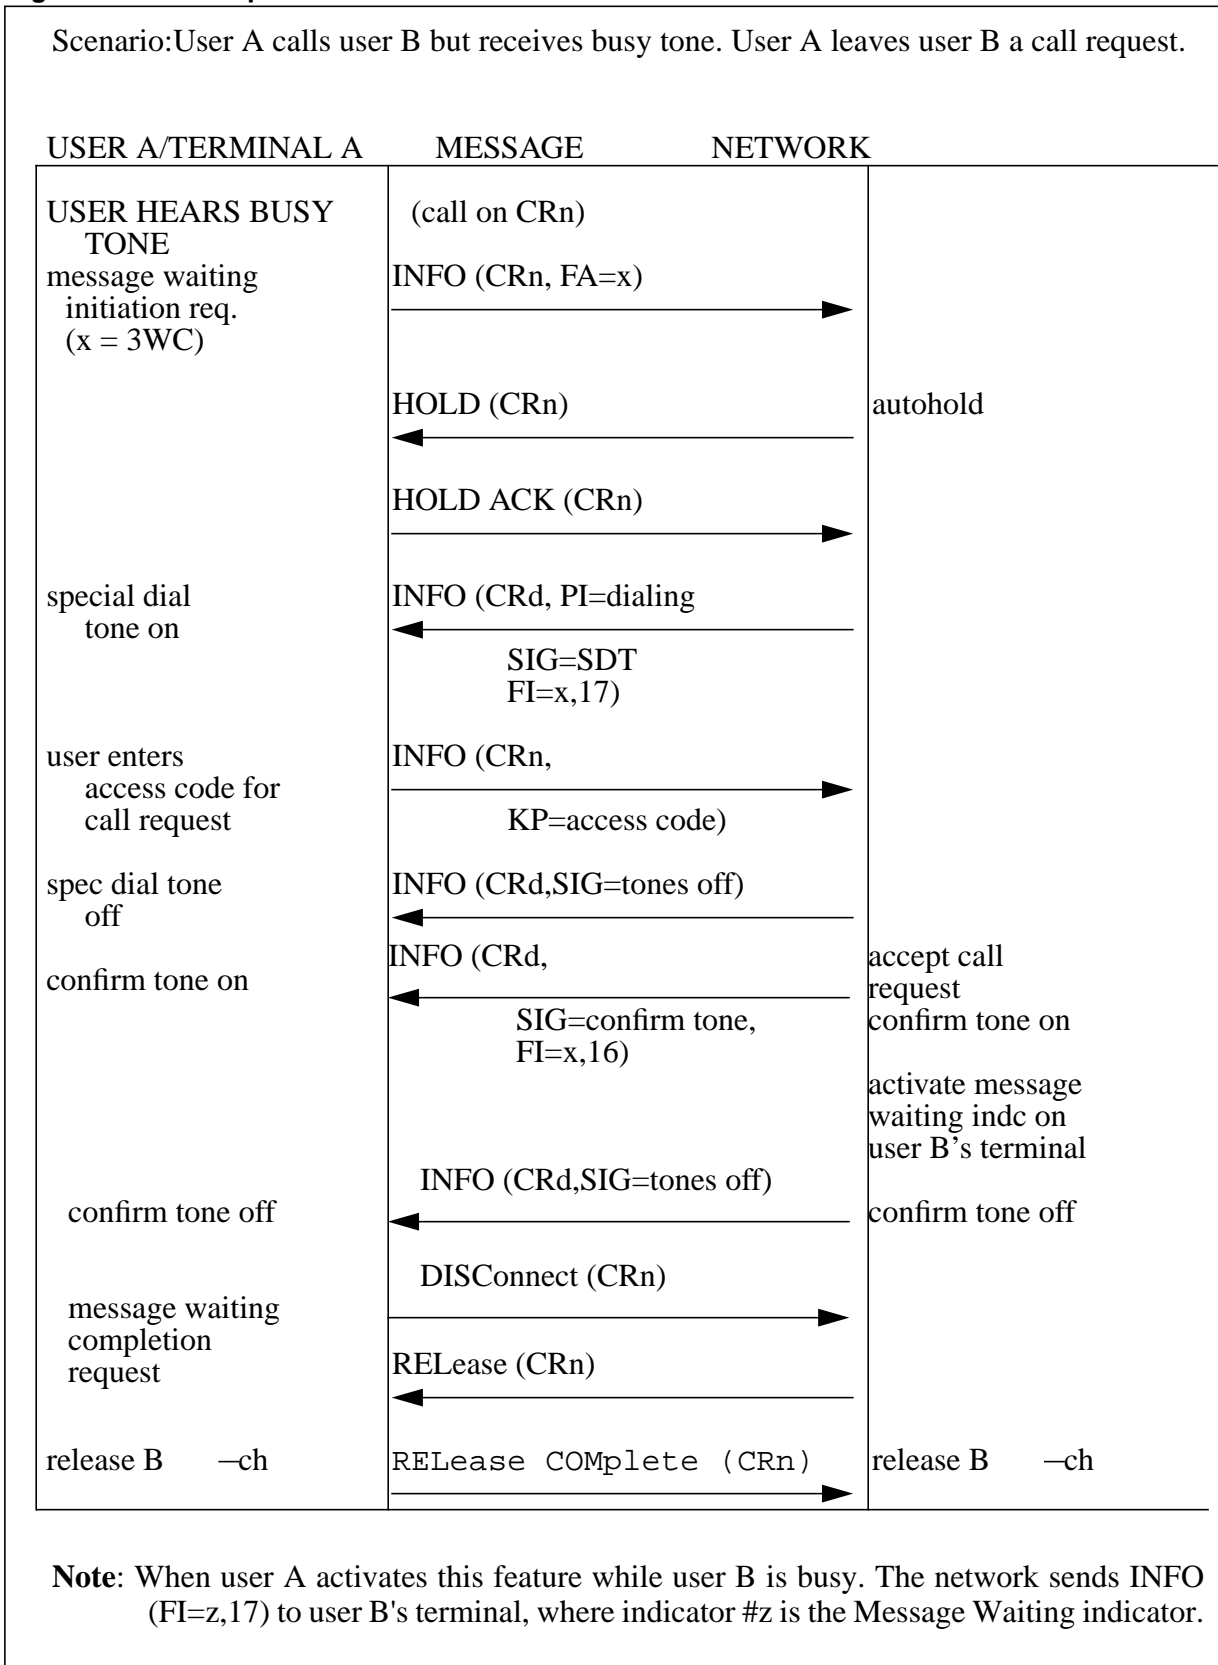 Scenario:User A calls user B but receives busy tone. User A leaves user B a call request.
USER A/TERMINAL A MESSAGE NETWORK
USER HEARS BUSY (call on CRn)
TONE
message waiting INFO (CRn, FA=x)
initiation req.
(x = 3WC)
HOLD (CRn) autohold
HOLD ACK (CRn)
special dial INFO (CRd, PI=dialing
tone on
SIG=SDT
FI=x,17)
user enters INFO (CRn,
access code for
call request KP=access code)
spec dial tone INFO (CRd,SIG=tones off)
off
INFO (CRd, accept call
confirm tone on request
SIG=confirm tone, confirm tone on
FI=x,16)
activate message
waiting indc on
user B’s terminal
INFO (CRd,SIG=tones off)
confirm tone off confirm tone off
DISConnect (CRn)
message waiting
completion
request RELease (CRn)
release B –ch RELease COMplete (CRn) release B –ch
Note: When user A activates this feature while user B is busy. The network sends INFO
(FI=z,17) to user B's terminal, where indicator #z is the Message Waiting indicator.